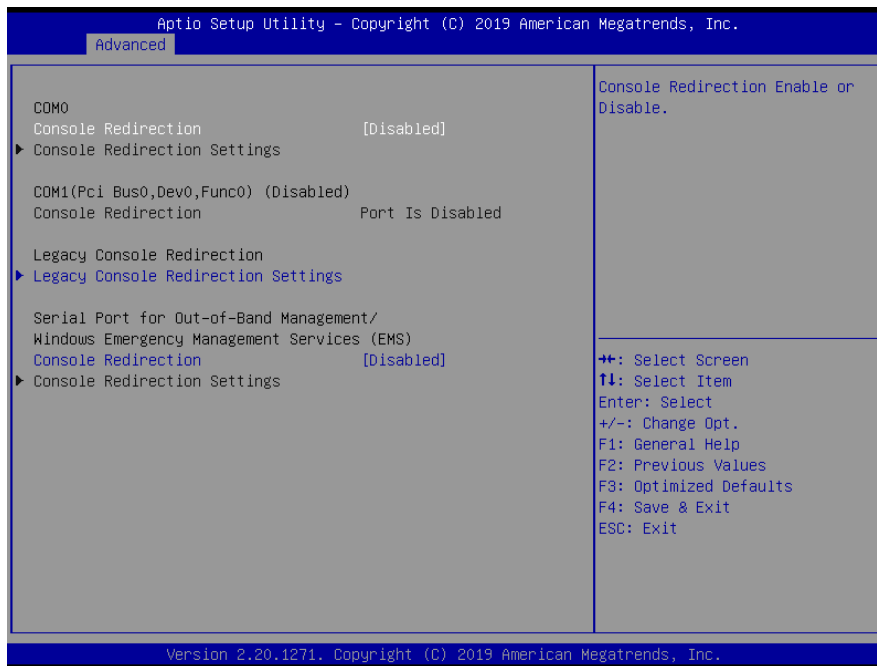 Aptio Setup Utility – Copyright (C) 2019 American Megatrends, Inc.
Advanced
COM0
Console Redirection [Disabled]
Console Redirection Settings
COM1(Pci Bus0,Dev0,Func0) (Disabled)
Console Redirection Port Is Disabled
Legacy Console Redirection
Legacy Console Redirection Settings
Serial Port for Out-of-Band Management/
Windows Emergency Management Services (EMS)
Console Redirection [Disabled]
Console Redirection Settings
Console Redirection Enable or
Disable.
→←: Select Screen
↑↓: Select Item
Enter: Select
+/-: Change Opt.
F1: General Help
F2: Previous Values
F3: Optimized Defaults
F4: Save & Exit
ESC: Exit
Version 2.20.1271. Copyright (C) 2019 American Megatrends, Inc.